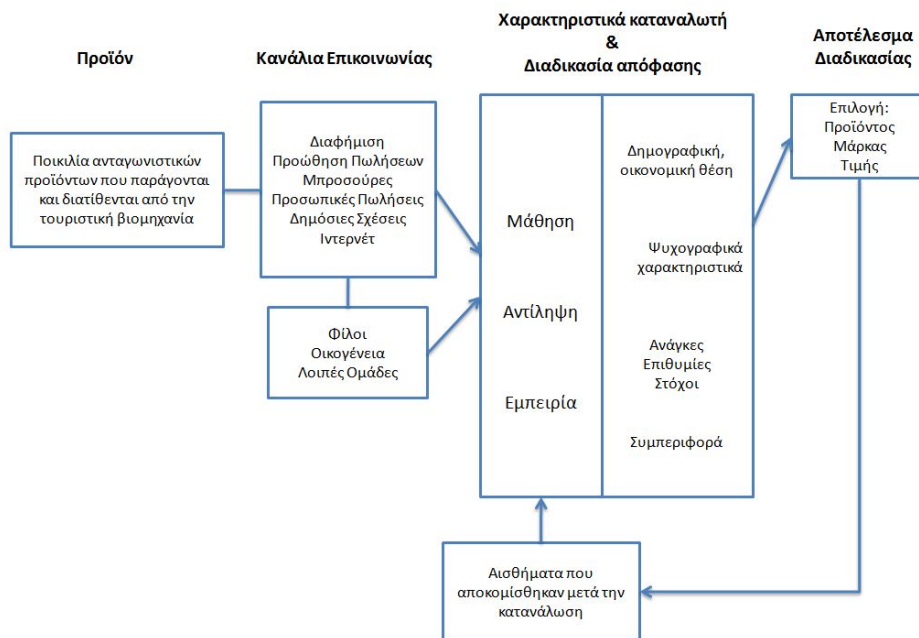 Προϊόν
Κανάλια Επικοινωνίας
Χαρακτηριστικά καταναλωτή
&
Διαδικασία απόφασης
Αποτέλεσμα
Διαδικασίας
Ποικιλία ανταγωνιστικών
προϊόντων που παράγονται
και διατίθενται από την
τουριστική βιομηχανία
Διαφήμιση
Προώθηση Πωλήσεων
Μπροσούρες
Προσωπικές Πωλήσεις
Δημόσιες Σχέσεις
Ιντερνέτ
Φίλοι
Οικογένεια
Λοιπές Ομάδες
Μάθηση
Αντίληψη
Εμπειρία
Δημογραφική,
οικονομική θέση
Ψυχογραφικά
χαρακτηριστικά
Ανάγκες
Επιθυμίες
Στόχοι
Συμπεριφορά
Επιλογή:
Προϊόντος
Μάρκας
Τιμής
Αισθήματα που
αποκομίσθηκαν μετά την
κατανάλωση